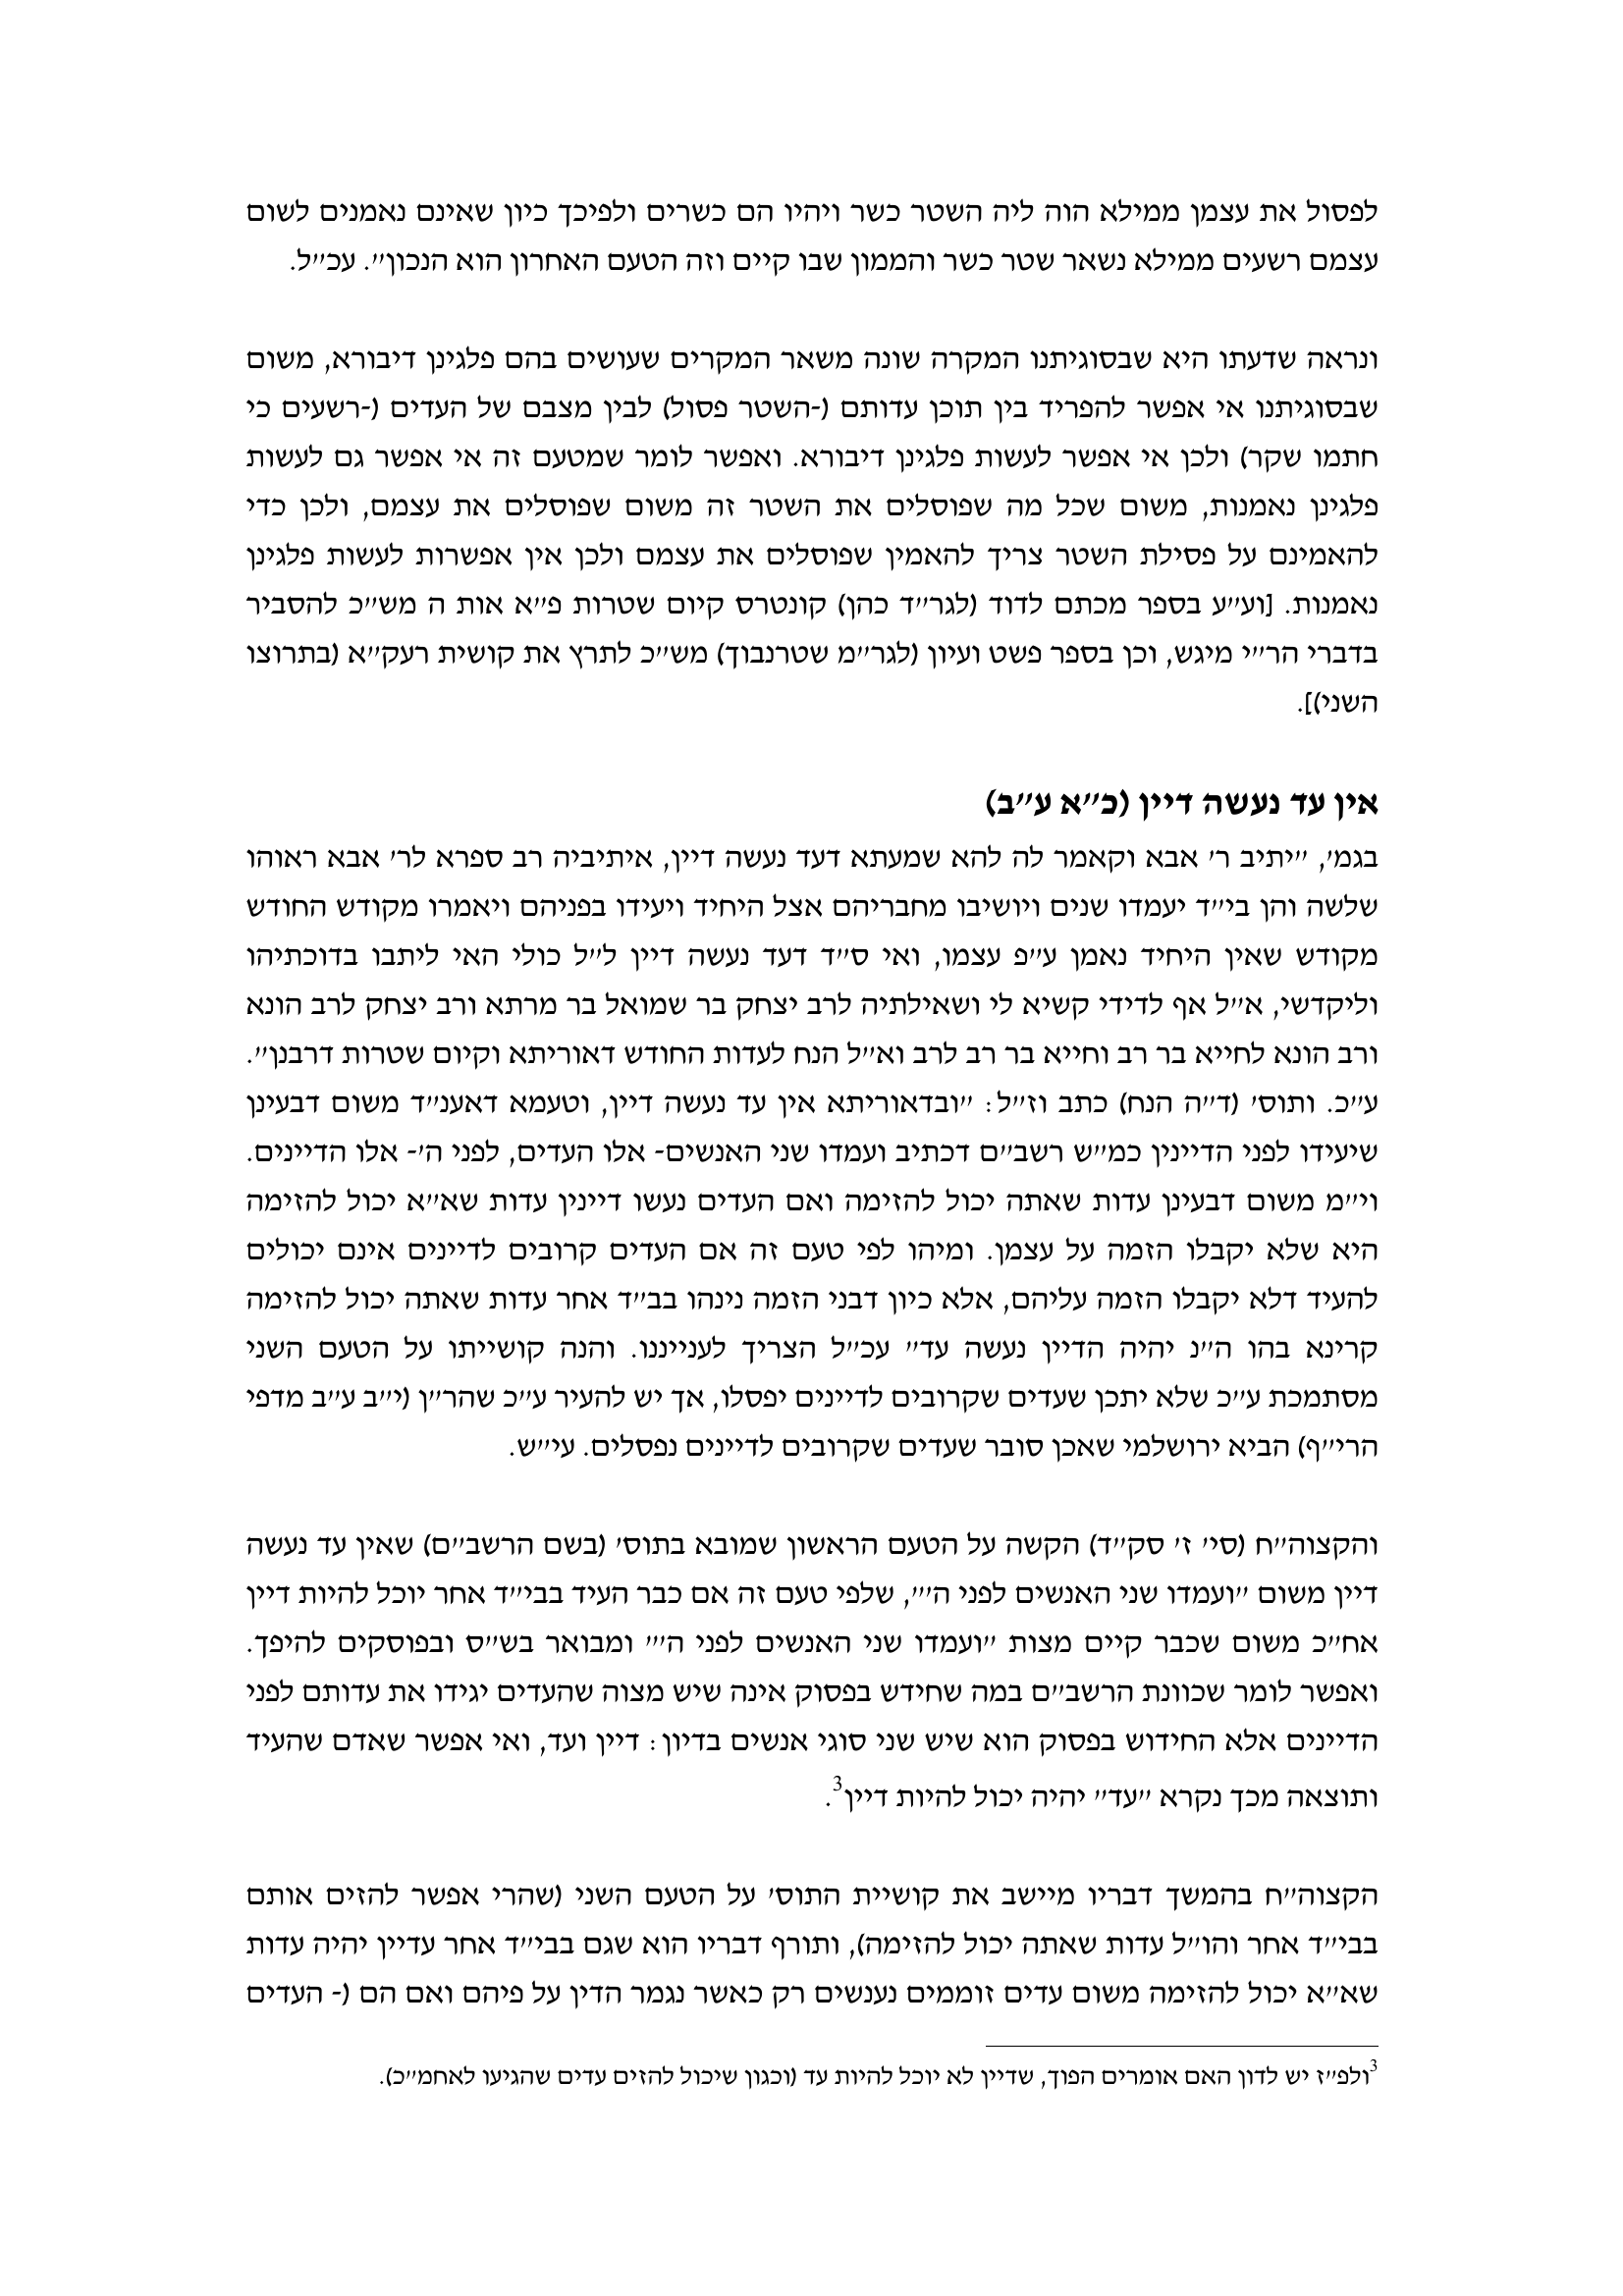 לפסול את עצמן ממילא הוה ליה השטר כשר ויהיו הם כשרים ולפיכך כיון שאינם נאמנים לשום
עצמם רשעים ממילא נשאר שטר כשר והממון שבו קיים וזה הטעם האחרון הוא הנכון״. עכ״ל.
ונראה שדעתו היא שבסוגיתנו המקרה שונה משאר המקרים שעושים בהם פלגינן דיבורא, משום
שבסוגיתנו אי אפשר להפריד בין תוכן עדותם (-השטר פסול) לבין מצבם של העדים (-רשעים כי
חתמו שקר) ולכן אי אפשר לעשות פלגינן דיבורא. ואפשר לומר שמטעם זה אי אפשר גם לעשות
פלגינן נאמנות, משום שכל מה שפוסלים את השטר זה משום שפוסלים את עצמם, ולכן כדי
להאמינם על פסילת השטר צריך להאמין שפוסלים את עצמם ולכן אין אפשרות לעשות פלגינן
נאמנות. [וע״ע בספר מכתם לדוד (לגר״ד כהן) קונטרס קיום שטרות פ״א אות ה מש״כ להסביר
בדברי הר״י מיגש, וכן בספר פשט ועיון (לגר״מ שטרנבוך) מש״כ לתרץ את קושית רעק״א (בתרוצו
השני)].
אין עד נעשה דיין (כ״א ע״ב)
בגמ׳, ״יתיב ר׳ אבא וקאמר לה להא שמעתא דעד נעשה דיין, איתיביה רב ספרא לר׳ אבא ראוהו
שלשה והן בי״ד יעמדו שנים ויושיבו מחבריהם אצל היחיד ויעידו בפניהם ויאמרו מקודש החודש
מקודש שאין היחיד נאמן ע״פ עצמו, ואי ס״ד דעד נעשה דיין ל״ל כולי האי ליתבו בדוכתיהו
וליקדשי, א״ל אף לדידי קשיא לי ושאילתיה לרב יצחק בר שמואל בר מרתא ורב יצחק לרב הונא
ורב הונא לחייא בר רב וחייא בר רב לרב וא״ל הנח לעדות החודש דאוריתא וקיום שטרות דרבנן״.
ע״כ. ותוס׳ (ד״ה הנח) כתב וז״ל: ״ובדאוריתא אין עד נעשה דיין, וטעמא דאענ״ד משום דבעינן
שיעידו לפני הדיינין כמ״ש רשב״ם דכתיב ועמדו שני האנשים- אלו העדים, לפני ה׳- אלו הדיינים.
וי״מ משום דבעינן עדות שאתה יכול להזימה ואם העדים נעשו דיינין עדות שא״א יכול להזימה
היא שלא יקבלו הזמה על עצמן. ומיהו לפי טעם זה אם העדים קרובים לדיינים אינם יכולים
להעיד דלא יקבלו הזמה עליהם, אלא כיון דבני הזמה נינהו בב״ד אחר עדות שאתה יכול להזימה
קרינא בהו ה״נ יהיה הדיין נעשה עד״ עכ״ל הצריך לענייננו. והנה קושייתו על הטעם השני
מסתמכת ע״כ שלא יתכן שעדים שקרובים לדיינים יפסלו, אך יש להעיר ע״כ שהר״ן (י״ב ע״ב מדפי
הרי״ף) הביא ירושלמי שאכן סובר שעדים שקרובים לדיינים נפסלים. עי״ש.
והקצוה״ח (סי׳ ז׳ סק״ד) הקשה על הטעם הראשון שמובא בתוס׳ (בשם הרשב״ם) שאין עד נעשה
דיין משום ״ועמדו שני האנשים לפני ה׳״, שלפי טעם זה אם כבר העיד בבי״ד אחר יוכל להיות דיין
אח״כ משום שכבר קיים מצות ״ועמדו שני האנשים לפני ה׳״ ומבואר בש״ס ובפוסקים להיפך.
ואפשר לומר שכוונת הרשב״ם במה שחידש בפסוק אינה שיש מצוה שהעדים יגידו את עדותם לפני
הדיינים אלא החידוש בפסוק הוא שיש שני סוגי אנשים בדיון: דיין ועד, ואי אפשר שאדם שהעיד
ותוצאה מכך נקרא ״עד״ יהיה יכול להיות דיין3.
הקצוה״ח בהמשך דבריו מיישב את קושיית התוס׳ על הטעם השני (שהרי אפשר להזים אותם
בבי״ד אחר והו״ל עדות שאתה יכול להזימה), ותורף דבריו הוא שגם בבי״ד אחר עדיין יהיה עדות
שא״א יכול להזימה משום עדים זוממים נענשים רק כאשר נגמר הדין על פיהם ואם הם (- העדים
3ולפ״ז יש לדון האם אומרים הפוך, שדיין לא יוכל להיות עד (וכגון שיכול להזים עדים שהגיעו לאחמ״כ).